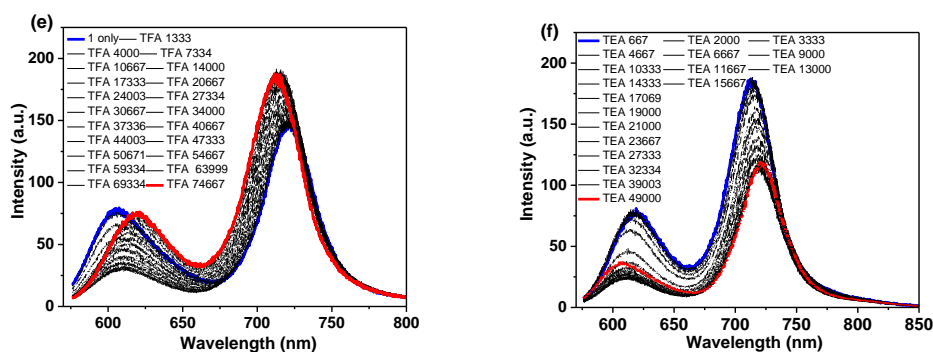 (e)
1 only TFA 1333
TFA 4000 TFA 7334
TFA 10667 TFA 14000
TFA 17333 TFA 20667
TFA 24003 TFA 27334
TFA 30667 TFA 34000
TFA 37336 TFA 40667
TFA 44003 TFA 47333
TFA 50671 TFA 54667
TFA 59334 TFA 63999
TFA 69334 TFA 74667
200
150
100
50
0
Intensity (a.u.)
600 650 700 750 800
Wavelength (nm)
(f)
TEA 667 TEA 2000 TEA 3333
TEA 4667 TEA 6667 TEA 9000
TEA 10333 TEA 11667 TEA 13000
TEA 14333 TEA 15667
TEA 17069
TEA 19000
TEA 21000
TEA 23667
TEA 27333
TEA 32334
TEA 39003
TEA 49000
200
150
100
50
0
Intensity (a.u.)
600 650 700 750 800 850
Wavelength (nm)